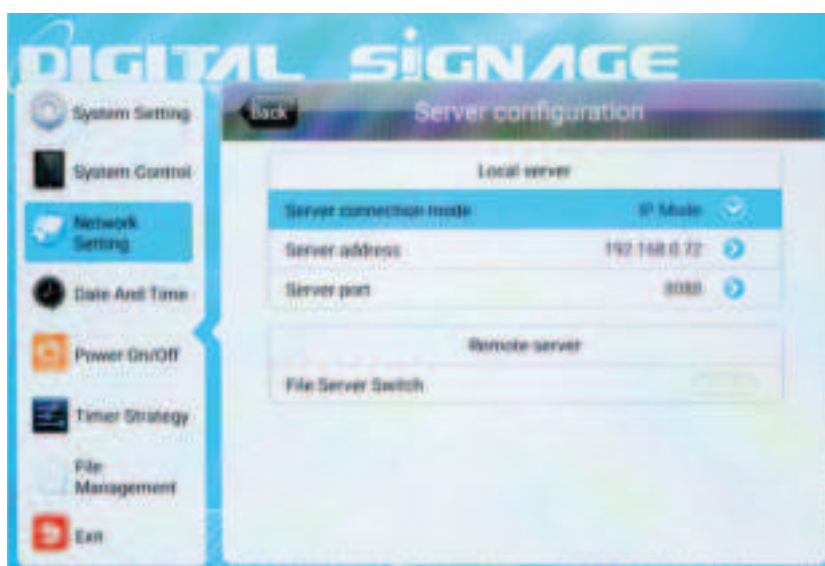 DIGITAL SiGNAGE
System Setting
System Control
Network
Setting
Date And Time
Power On/Off
Timer Strategy
File
Management
Exit
Back
Server configuration
Local server
Server connection mode IP Mode
Server address 192.168.0.72
Server port
Remote server
File Server Switch